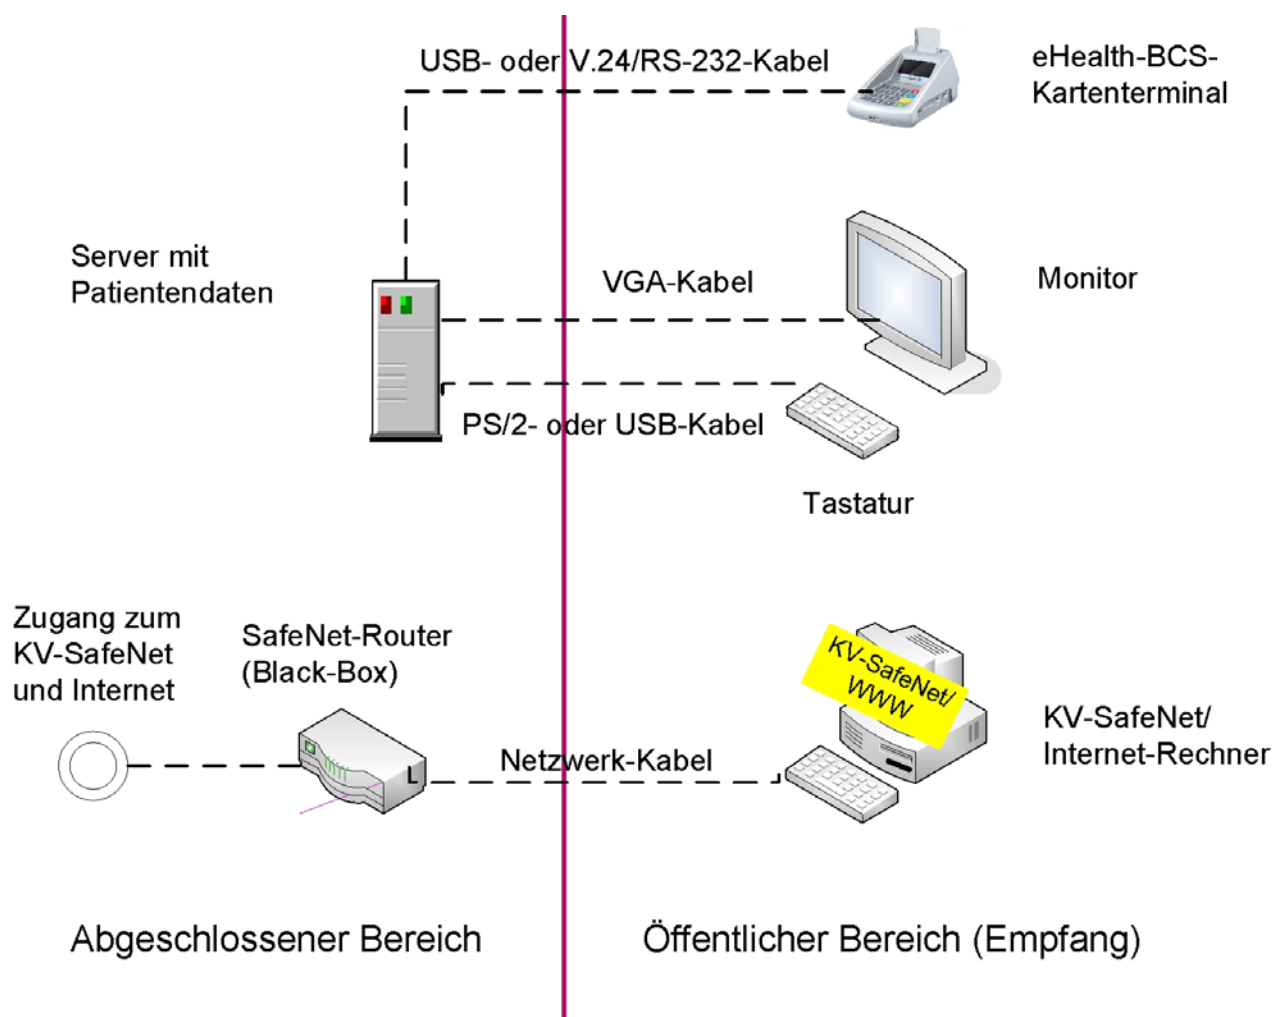 USB- oder V.24/RS-232-Kabel
eHealth-BCS-
Kartenterminal
Server mit
Patientendaten
VGA-Kabel
Monitor
PS/2- oder USB-Kabel
Tastatur
Zugang zum
KV-SafeNet
und Internet
SafeNet-Router
(Black-Box)
KV-SafeNet/
WWW
KV-SafeNet/
Internet-Rechner
Netzwerk-Kabel
Abgeschlossener Bereich
Öffentlicher Bereich (Empfang)